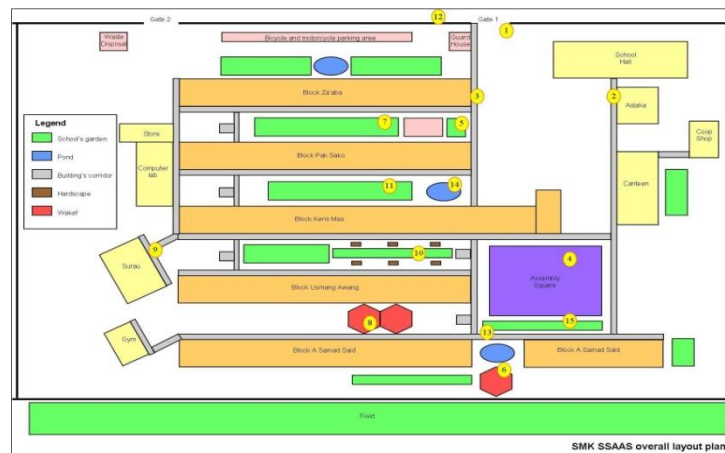 Gate 2
12
Gate 1
1
Waste
Disposal
Bicycle and motorcycle parking area
Guard
House
School
Hall
Block Za'aba
3
2
Astaka
Legend
School's garden
Pond
Building's corridor
Hardscape
Wakaf
Store
7
5
Coop
Shop
Computer
lab
Block Pak Sako
Canteen
11
14
Block Keris Mas
9
Surau
10
4
Assembly
Square
Block Usmang Awang
8
15
13
Gym
Block A Samad Said
Block A Samad Said
6
Field
SMK SSAAS overall layout plan